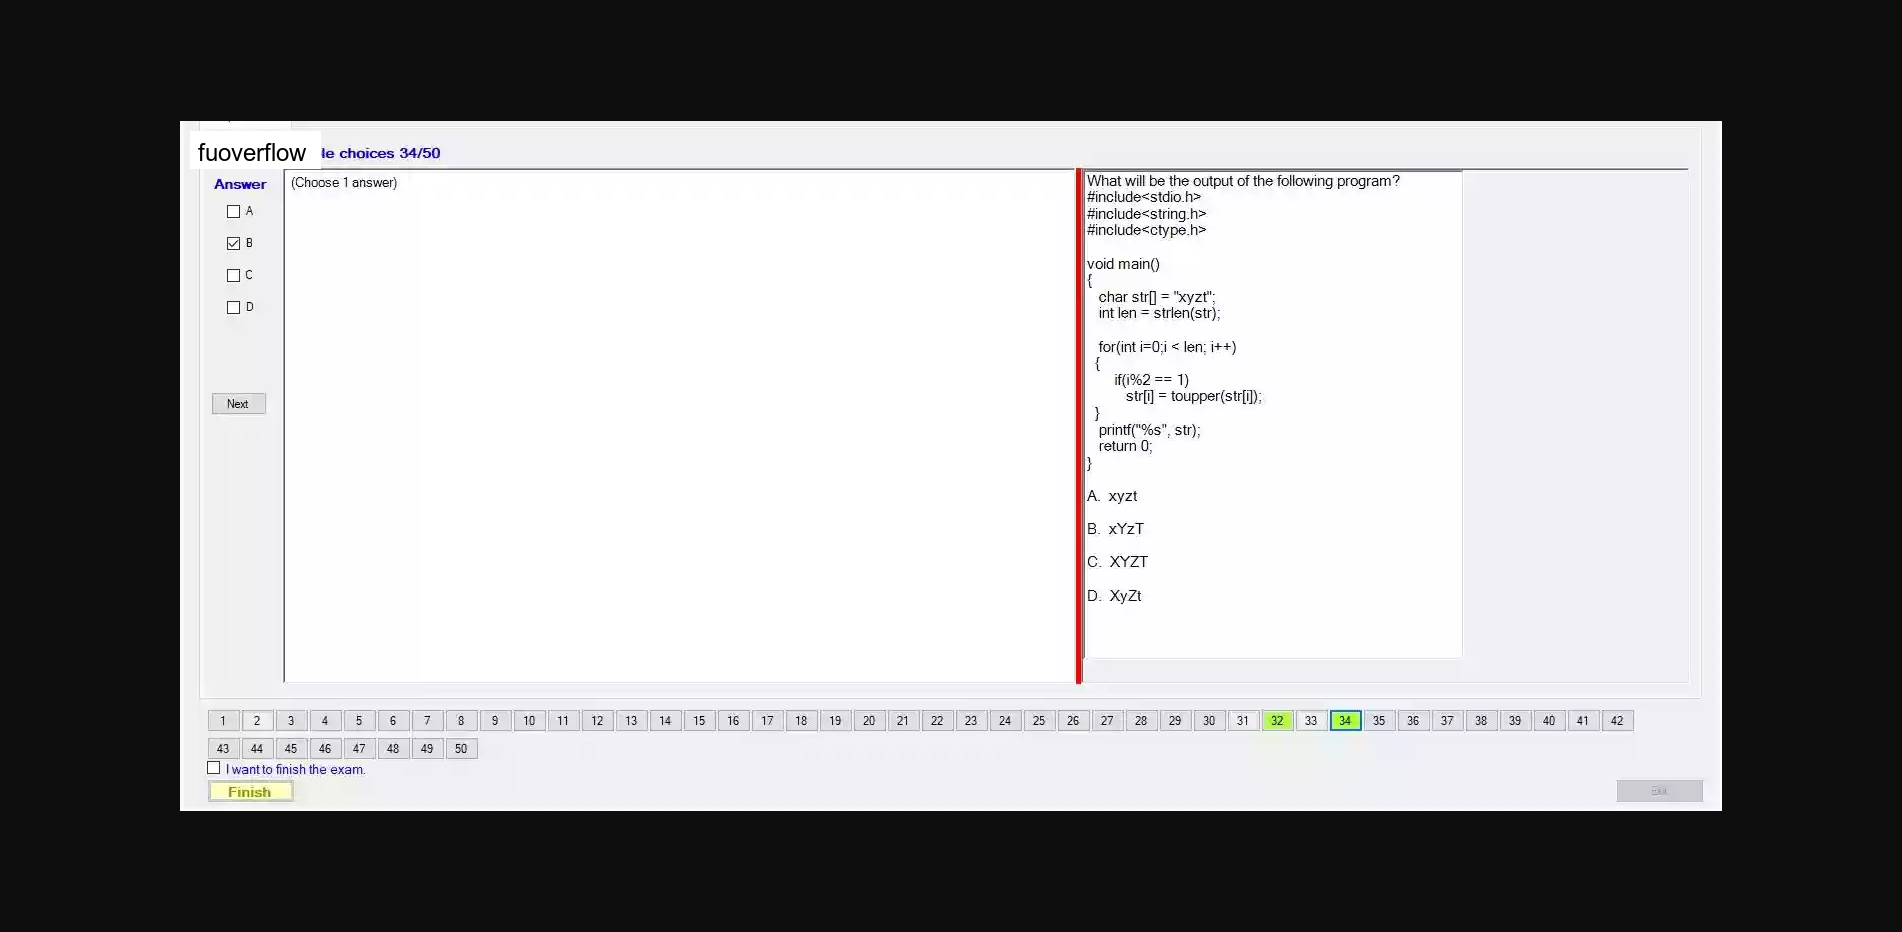 fuoverflow
le choices 34/50
Answer
(Choose 1 answer)
A
B
C
D
Next
What will be the output of the following program?
#include<stdio.h>
#include<string.h>
#include<ctype.h>
void main()
{
char str[] = "xyzt";
int len = strlen(str);
for(int i=0;i < len; i++)
{
if(i%2 == 1)
str[i] = toupper(str[i]);
}
printf("%s", str);
return 0;
}
A. xyzt
B. xYzT
C. XYZT
D. XyZt
1 2 3 4 5 6 7 8 9 10 11 12 13 14 15 16 17 18 19 20 21 22 23 24 25 26 27 28 29 30 31 32 33 34 35 36 37 38 39 40 41 42
43 44 45 46 47 48 49 50
I want to finish the exam.
Finish
Exit